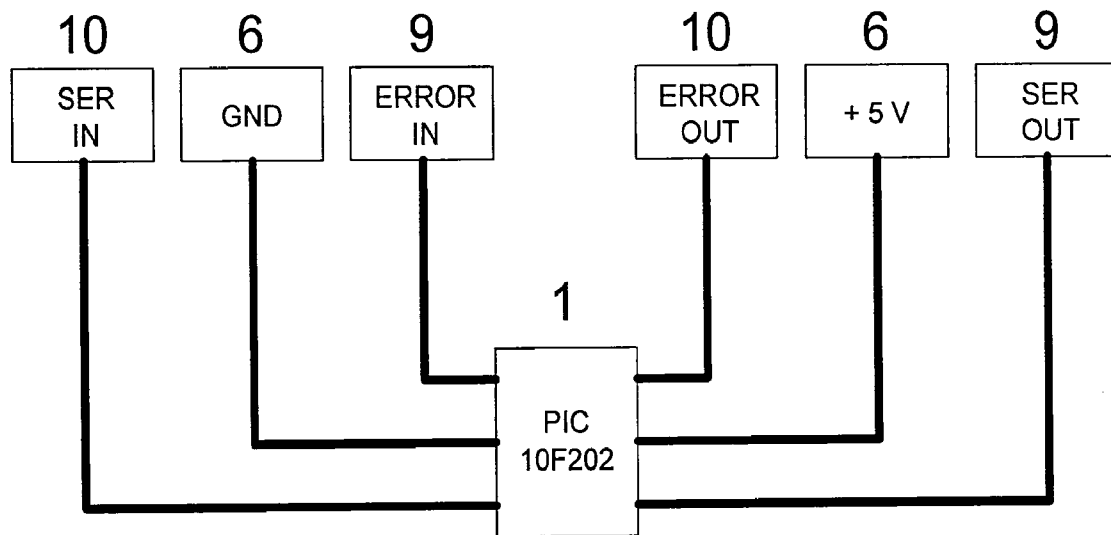 10 6 9 10 6 9
SER IN
GND
ERROR IN
ERROR OUT
+ 5 V
SER OUT
1
PIC
10F202